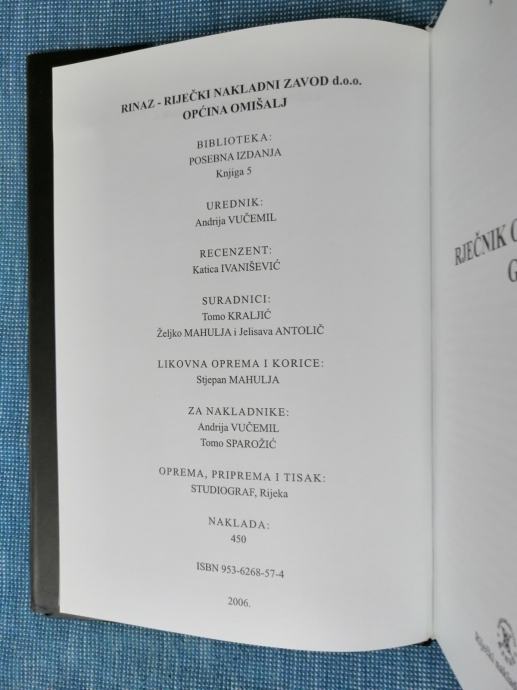 RINAZ - RIJEČKI NAKLADNI ZAVOD d.o.o.
OPĆINA OMIŠALJ
BIBLIOTEKA:
POSEBNA IZDANJA
Knjiga 5
UREDNIK:
Andrija VUČEMIL
RECENZENT:
Katica IVANIŠEVIĆ
SURADNICI:
Tomo KRALJIĆ
Željko MAHULJA i Jelisava ANTOLIČ
LIKOVNA OPREMA I KORICE:
Stjepan MAHULJA
ZA NAKLADNIKE:
Andrija VUČEMIL
Tomo SPAROŽIĆ
OPREMA, PRIPREMA I TISAK:
STUDIOGRAF, Rijeka
NAKLADA:
450
ISBN 953-6268-57-4
2006.
RJEČNIK